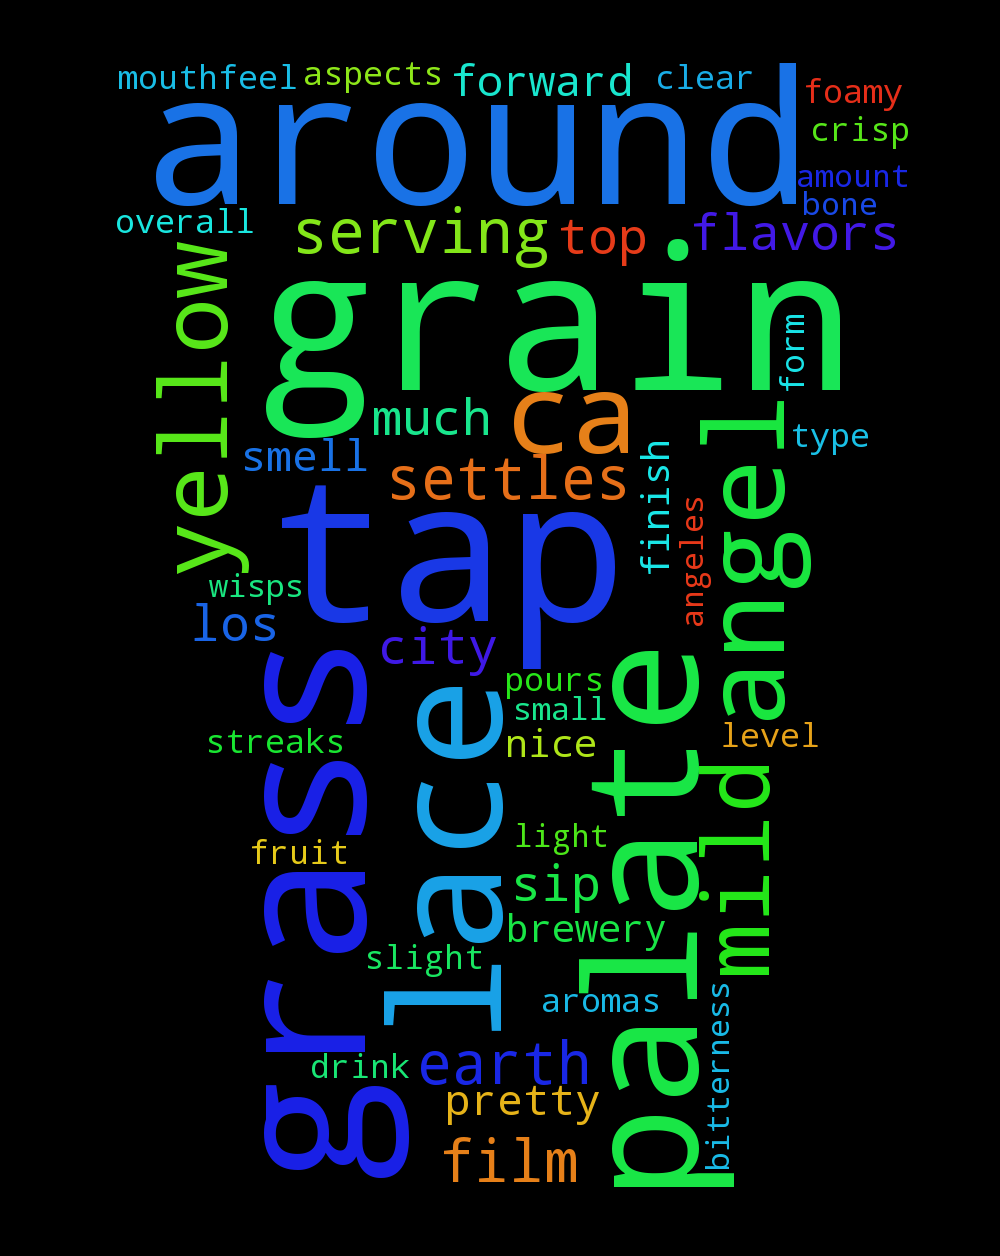 mouthfeel
aspects
forward
clear
foamy
around
crisp
amount
bone
overall
serving
top
flavors
yellow
grain
form
much
ca
type
smell
settles
finish
angel
tap
angeles
wisps
los
city
pours
small
streaks
nice
level
grass
lace
palate
mild
light
fruit
sip
brewery
slight
aromas
bitterness
drink
earth
pretty
film